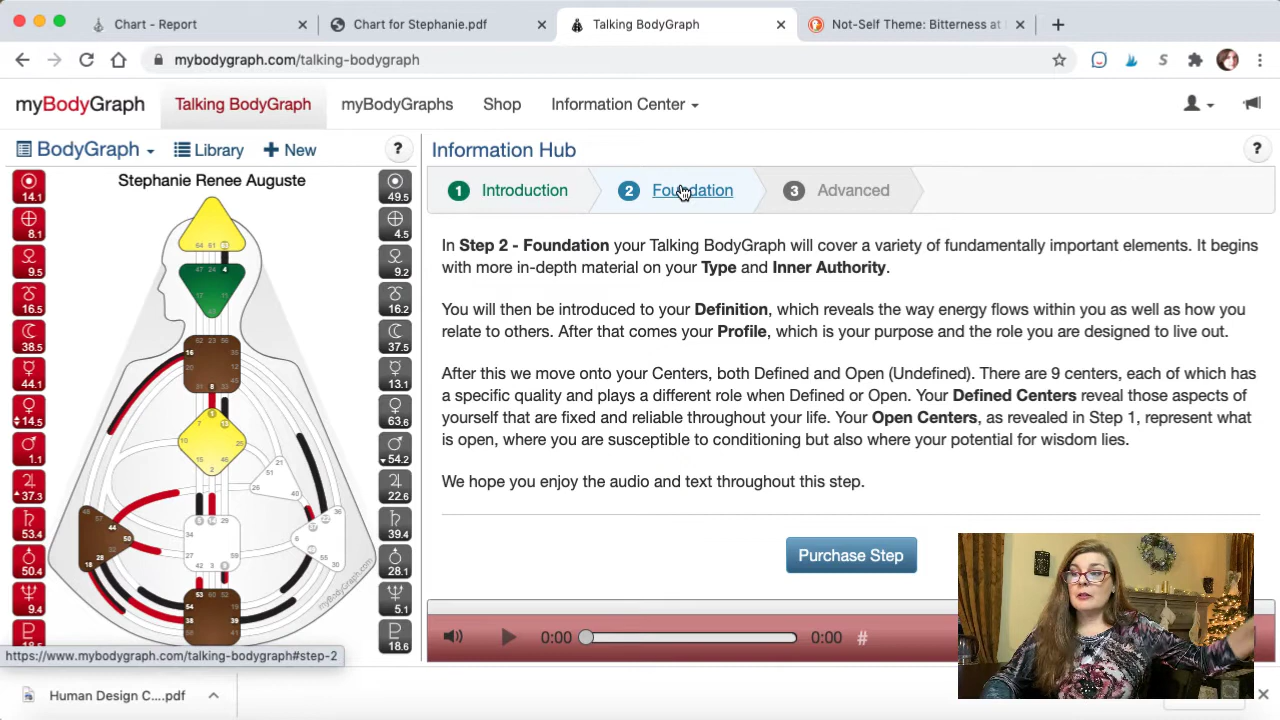 Chart - Report
Chart for Stephanie.pdf
Talking BodyGraph
Not-Self Theme: Bitterness at
mybodygraph.com/talking-bodygraph
myBodyGraph
Talking BodyGraph
myBodyGraphs
Shop
Information Center
BodyGraph
Library
New
?
Information Hub
?
Stephanie Renee Auguste
1 Introduction
2 Foundation
3 Advanced
14.1
8.1
9.5
16.5
38.5
44.1
14.5
1.1
37.3
53.4
50.4
9.4
18.5
49.5
4.5
9.2
16.2
37.5
13.1
63.6
54.2
22.6
39.4
28.1
5.1
18.6
In Step 2 - Foundation your Talking BodyGraph will cover a variety of fundamentally important elements. It begins
with more in-depth material on your Type and Inner Authority.
You will then be introduced to your Definition, which reveals the way energy flows within you as well as how you
relate to others. After that comes your Profile, which is your purpose and the role you are designed to live out.
After this we move onto your Centers, both Defined and Open (Undefined). There are 9 centers, each of which has
a specific quality and plays a different role when Defined or Open. Your Defined Centers reveal those aspects of
yourself that are fixed and reliable throughout your life. Your Open Centers, as revealed in Step 1, represent what
is open, where you are susceptible to conditioning but also where your potential for wisdom lies.
We hope you enjoy the audio and text throughout this step.
Purchase Step
0:00
0:00
#
myBodyGraph.com
https://www.mybodygraph.com/talking-bodygraph#step-2
Human Design C....pdf